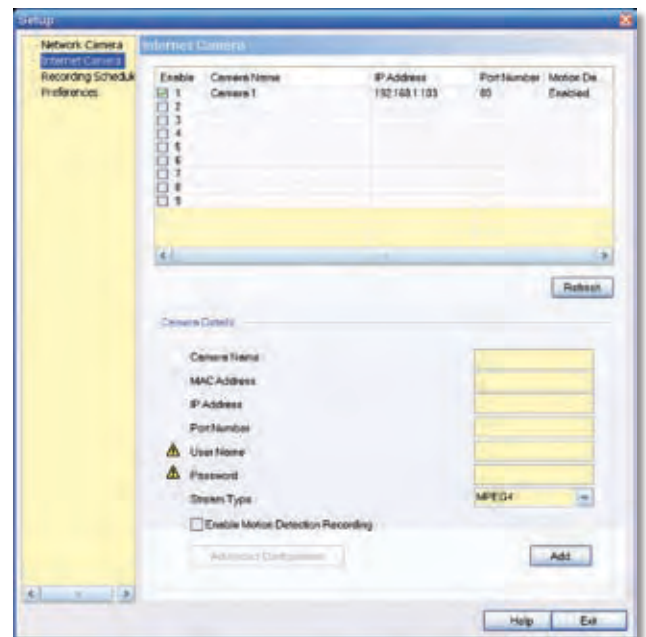 Setup
Network Camera
Internet Camera
Recording Schedul
Preferences
Internet Camera
Enable Camera Name IP Address Port Number Motion De
1 Camera 1 192.168.1.103 80 Enabled
2
3
4
5
6
7
8
9
Refresh
Camera Details
Camera Name
MAC Address
IP Address
Port Number
User Name
Password
Stream Type MPEG4
Enable Motion Detection Recording
Advanced Configuration Add
Help Exit